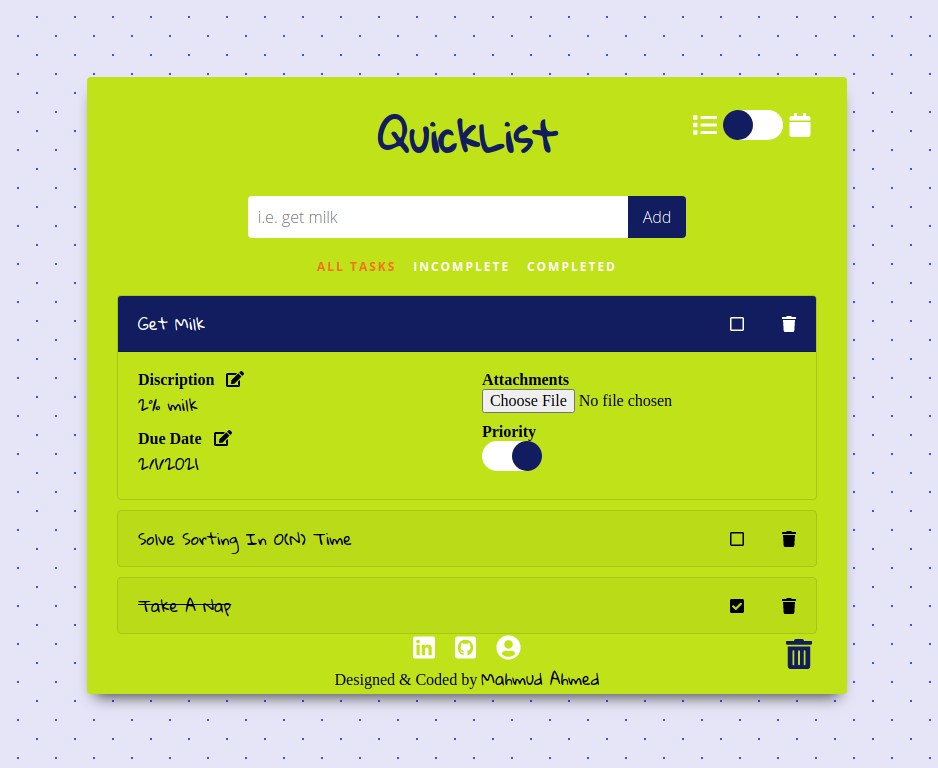 QuickList
i.e. get milk
Add
ALL TASKS INCOMPLETE COMPLETED
Get Milk
Discription
2% milk
Due Date
2/1/2021
Attachments
Choose File No file chosen
Priority
Solve Sorting In O(N) Time
Take A Nap
Designed & Coded by Mahmud Ahmed